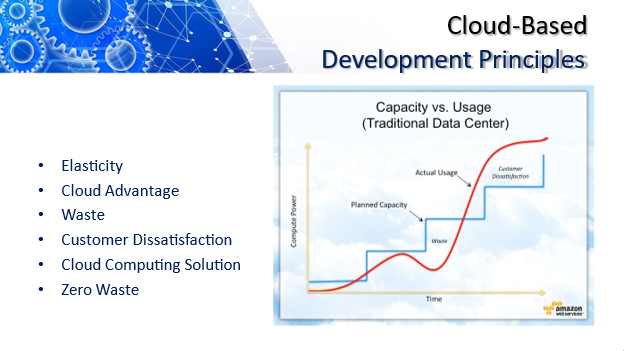 Cloud-Based
Development Principles
• Elasticity
• Cloud Advantage
• Waste
• Customer Dissatisfaction
• Cloud Computing Solution
• Zero Waste
Capacity vs. Usage
(Traditional Data Center)
Compute Power
Actual Usage
Planned Capacity
Customer
Dissatisfaction
Waste
Time
amazon
web services